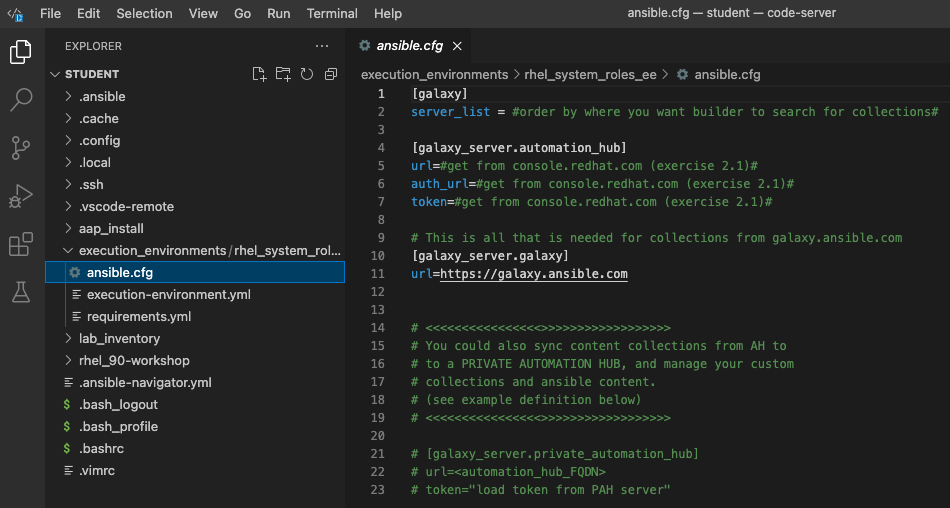 File Edit Selection View Go Run Terminal Help
ansible.cfg — student — code-server
EXPLORER
STUDENT
.ansible
.cache
.config
.local
.ssh
.vscode-remote
aap_install
execution_environments/rhel_system_rol...
ansible.cfg
execution-environment.yml
requirements.yml
lab_inventory
rhel_90-workshop
.ansible-navigator.yml
$ .bash_logout
$ .bash_profile
$ .bashrc
.vimrc
ansible.cfg
execution_environments > rhel_system_roles_ee > ansible.cfg
1 [galaxy]
2 server_list = #order by where you want builder to search for collections#
3
4 [galaxy_server.automation_hub]
5 url=#get from console.redhat.com (exercise 2.1)#
6 auth_url=#get from console.redhat.com (exercise 2.1)#
7 token=#get from console.redhat.com (exercise 2.1)#
8
9 # This is all that is needed for collections from galaxy.ansible.com
10 [galaxy_server.galaxy]
11 url=https://galaxy.ansible.com
12
13
14 # <<<<<<<<<<<<<<<<>>>>>>>>>>>>>>>>>>
15 # You could also sync content collections from AH to
16 # to a PRIVATE AUTOMATION HUB, and manage your custom
17 # collections and ansible content.
18 # (see example definition below)
19 # <<<<<<<<<<<<<<<<>>>>>>>>>>>>>>>>>>
20
21 # [galaxy_server.private_automation_hub]
22 # url=<automation_hub_FQDN>
23 # token="load token from PAH server"